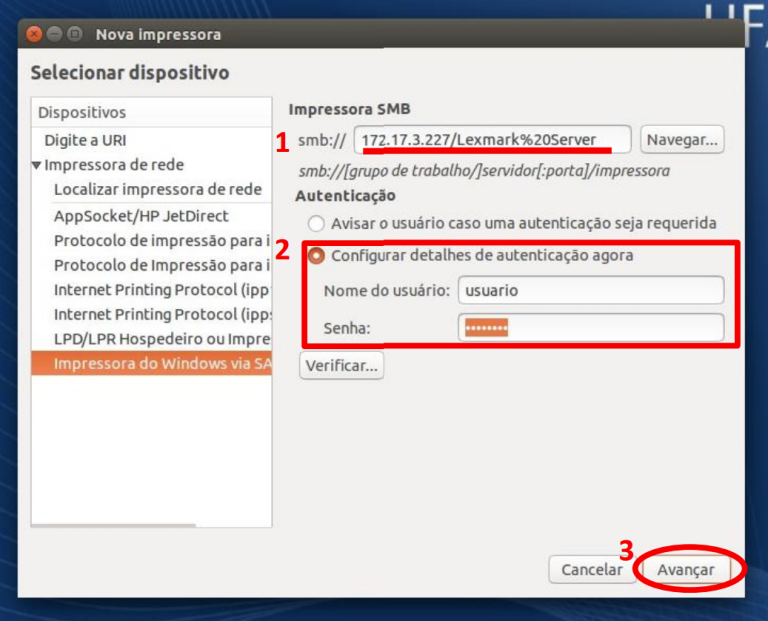 UFA
Nova impressora
Selecionar dispositivo
Dispositivos
Digite a URI
Impressora de rede
Localizar impressora de rede
AppSocket/HP JetDirect
Protocolo de impressão para i
Protocolo de Impressão para i
Internet Printing Protocol (ipp
Internet Printing Protocol (ipps
LPD/LPR Hospedeiro ou Impre
Impressora do Windows via SA
Impressora SMB
1 smb:// 172.17.3.227/Lexmark%20Server Navegar...
smb://[grupo de trabalho/]servidor[:porta]/impressora
Autenticação
Avisar o usuário caso uma autenticação seja requerida
2 Configurar detalhes de autenticação agora
Nome do usuário: usuario
Senha: ••••••••
Verificar...
3
Cancelar Avançar